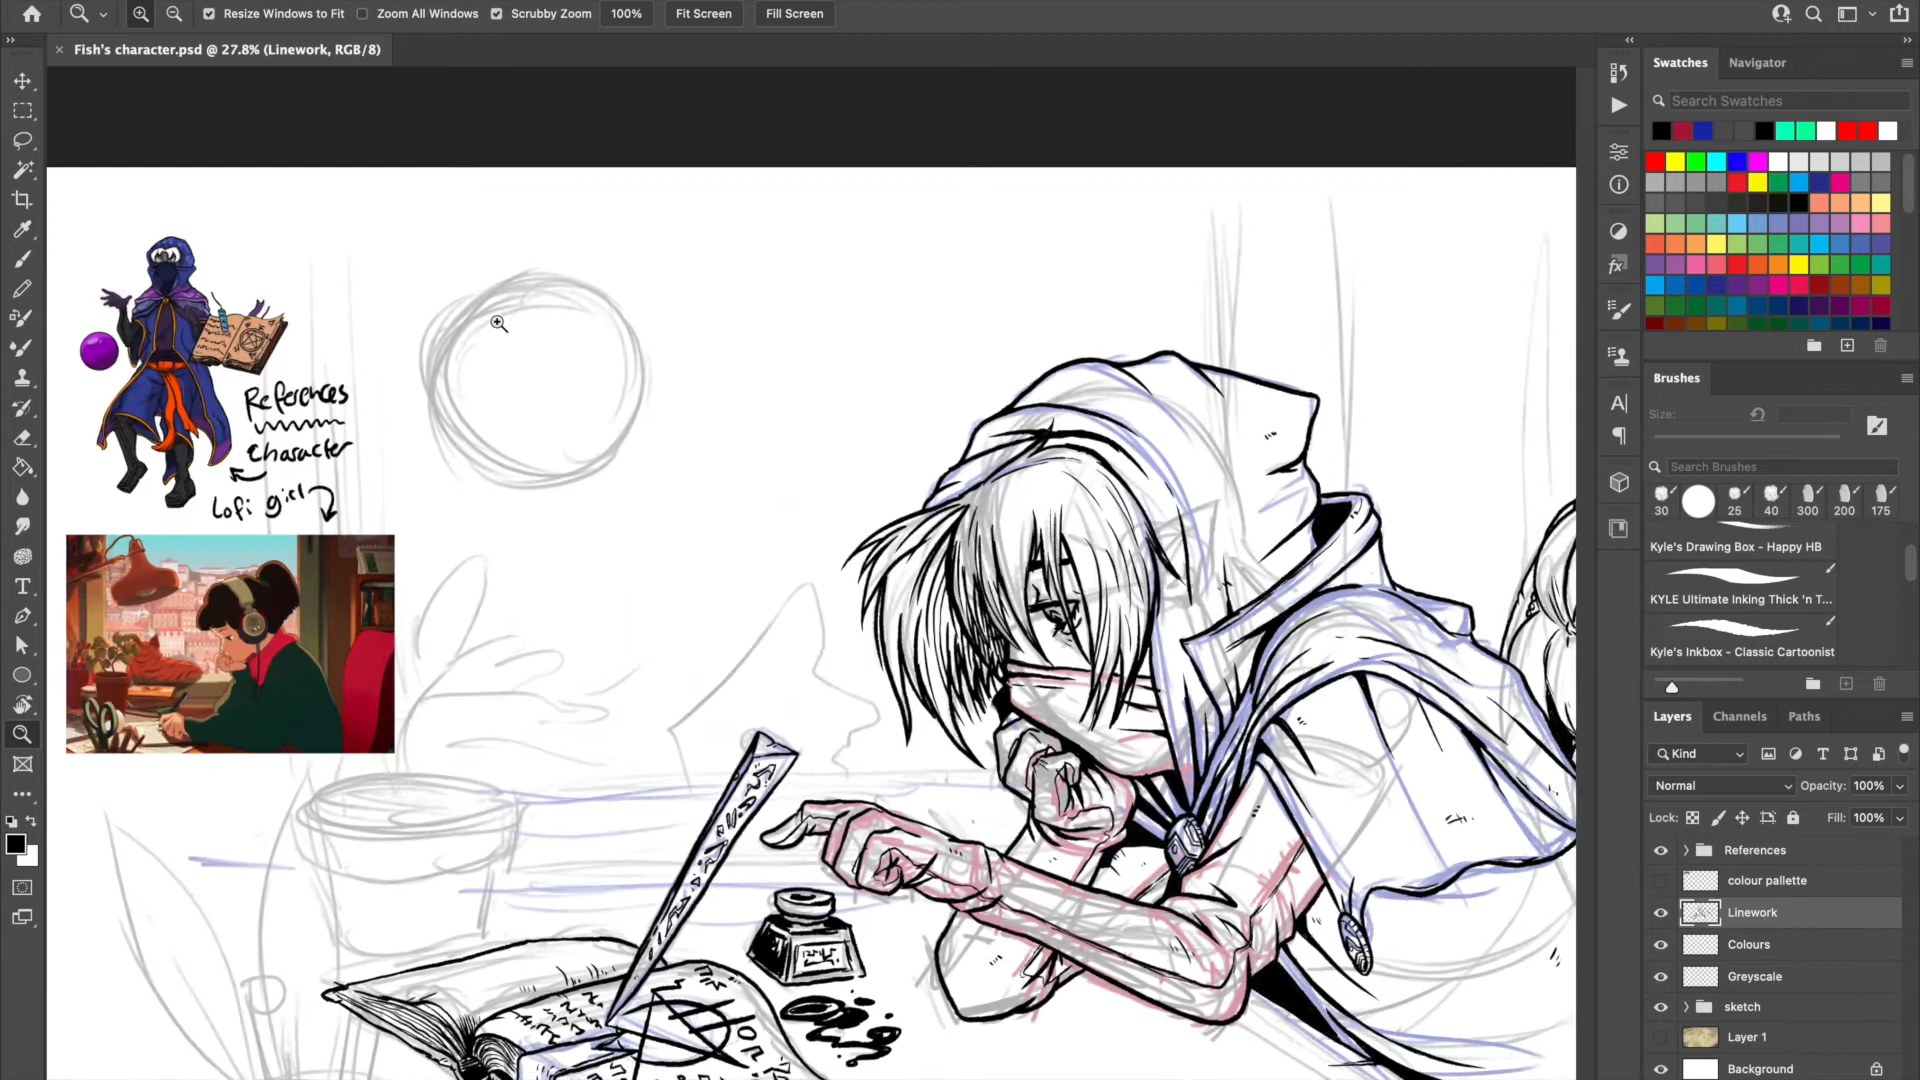 Resize Windows to Fit
Zoom All Windows
Scrubby Zoom
100%
Fit Screen
Fill Screen
Fish's character.psd @ 27.8% (Linework, RGB/8)
Swatches
Navigator
Search Swatches
References
Character
Lofi girl
Brushes
Size:
Search Brushes
30
25
40
300
200
175
Kyle's Drawing Box - Happy HB
KYLE Ultimate Inking Thick 'n T...
Kyle's Inkbox - Classic Cartoonist
Layers
Channels
Paths
Kind
Normal
Opacity: 100%
Lock:
Fill: 100%
References
colour pallette
Linework
Colours
Greyscale
sketch
Layer 1
Background